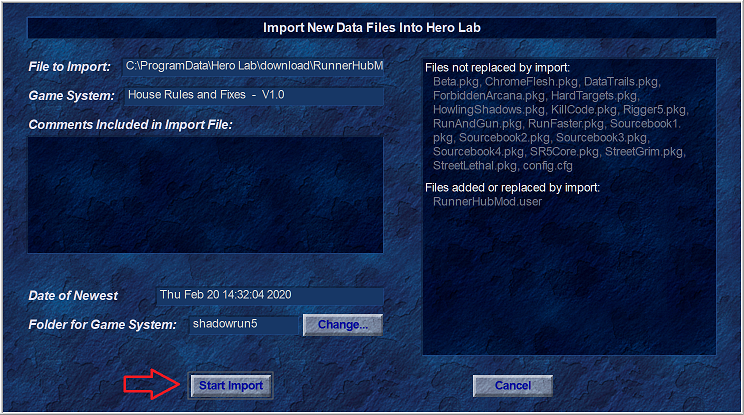 Import New Data Files Into Hero Lab
File to Import: C:\ProgramData\Hero Lab\download\RunnerHubM
Game System: House Rules and Fixes - V1.0
Comments Included in Import File:
Date of Newest Thu Feb 20 14:32:04 2020
Folder for Game System: shadowrun5 Change...
Start Import
Files not replaced by import:
Beta.pkg, ChromeFlesh.pkg, DataTrails.pkg,
ForbiddenArcana.pkg, HardTargets.pkg,
HowlingShadows.pkg, KillCode.pkg, Rigger5.pkg,
RunAndGun.pkg, RunFaster.pkg, Sourcebook1.
pkg, Sourcebook2.pkg, Sourcebook3.pkg,
Sourcebook4.pkg, SR5Core.pkg, StreetGrim.pkg,
StreetLethal.pkg, config.cfg
Files added or replaced by import:
RunnerHubMod.user
Cancel